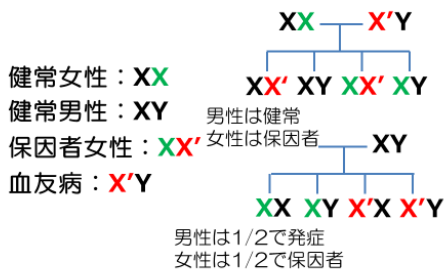 健常女性：XX
健常男性：XY
保因者女性：XX’
血友病：X’Y
XX X’Y
XX‘ XY XX’ XY
男性は健常
女性は保因者
XY
XX XY X’X X’Y
男性は1/2で発症
女性は1/2で保因者